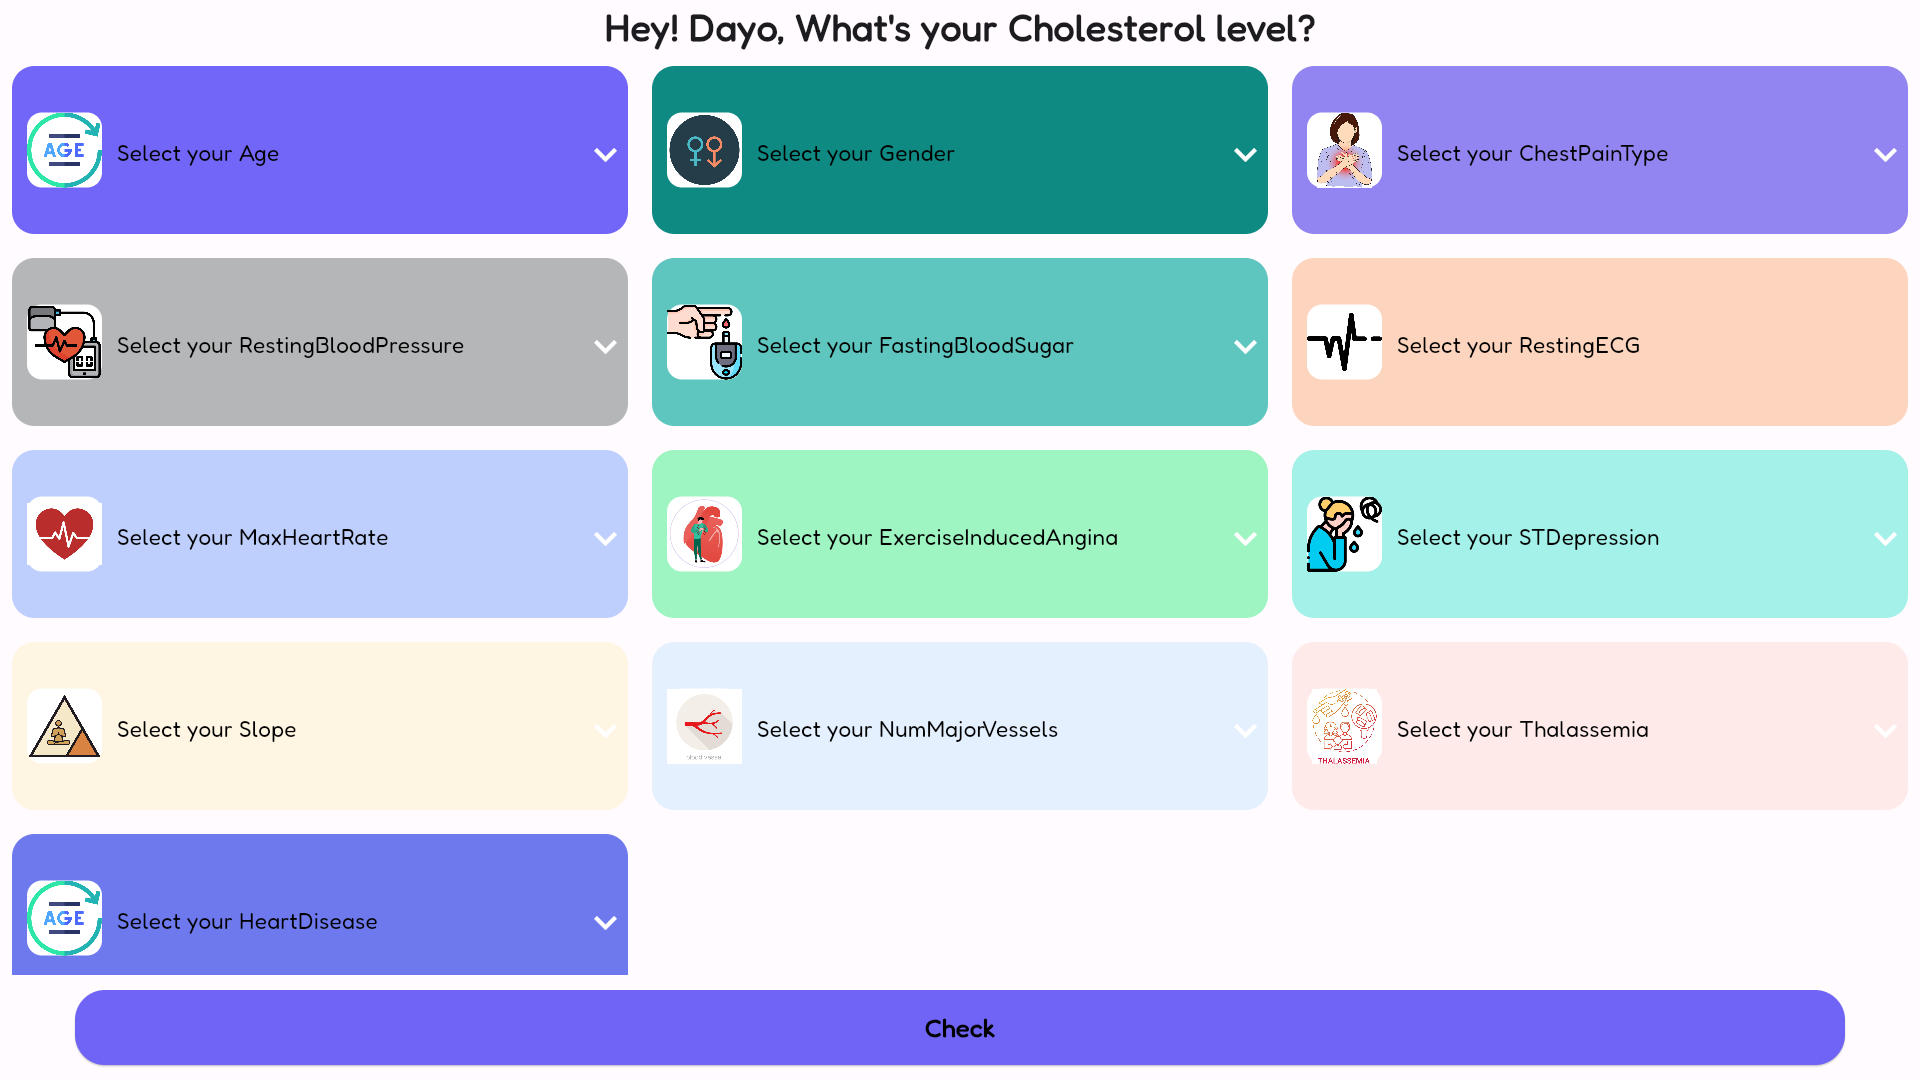 Hey! Dayo, What's your Cholesterol level?
AGE
Select your Age
Select your Gender
Select your ChestPainType
Select your RestingBloodPressure
Select your FastingBloodSugar
Select your RestingECG
Select your MaxHeartRate
Select your ExerciseInducedAngina
Select your STDepression
Select your Slope
Select your NumMajorVessels
THALASSEMIA
Select your Thalassemia
AGE
Select your HeartDisease
Check